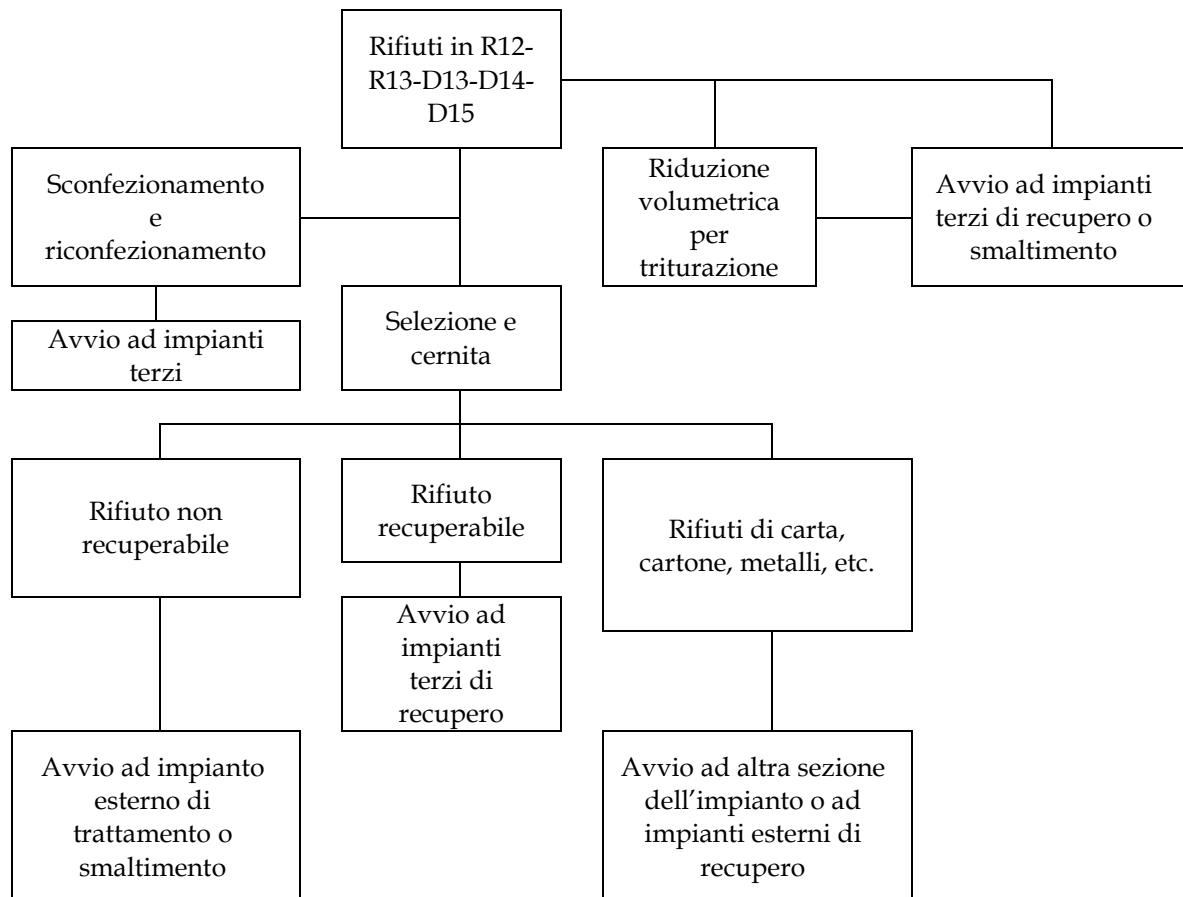 Rifiuti in R12-
R13-D13-D14-
D15
Sconfezionamento
e
riconfezionamento
Riduzione
volumetrica
per
triturazione
Avvio ad impianti
terzi di recupero o
smaltimento
Avvio ad impianti
terzi
Selezione e
cernita
Rifiuto non
recuperabile
Rifiuto
recuperabile
Rifiuti di carta,
cartone, metalli, etc.
Avvio ad
impianti
terzi di
recupero
Avvio ad impianto
esterno di
trattamento o
smaltimento
Avvio ad altra sezione
dell’impianto o ad
impianti esterni di
recupero